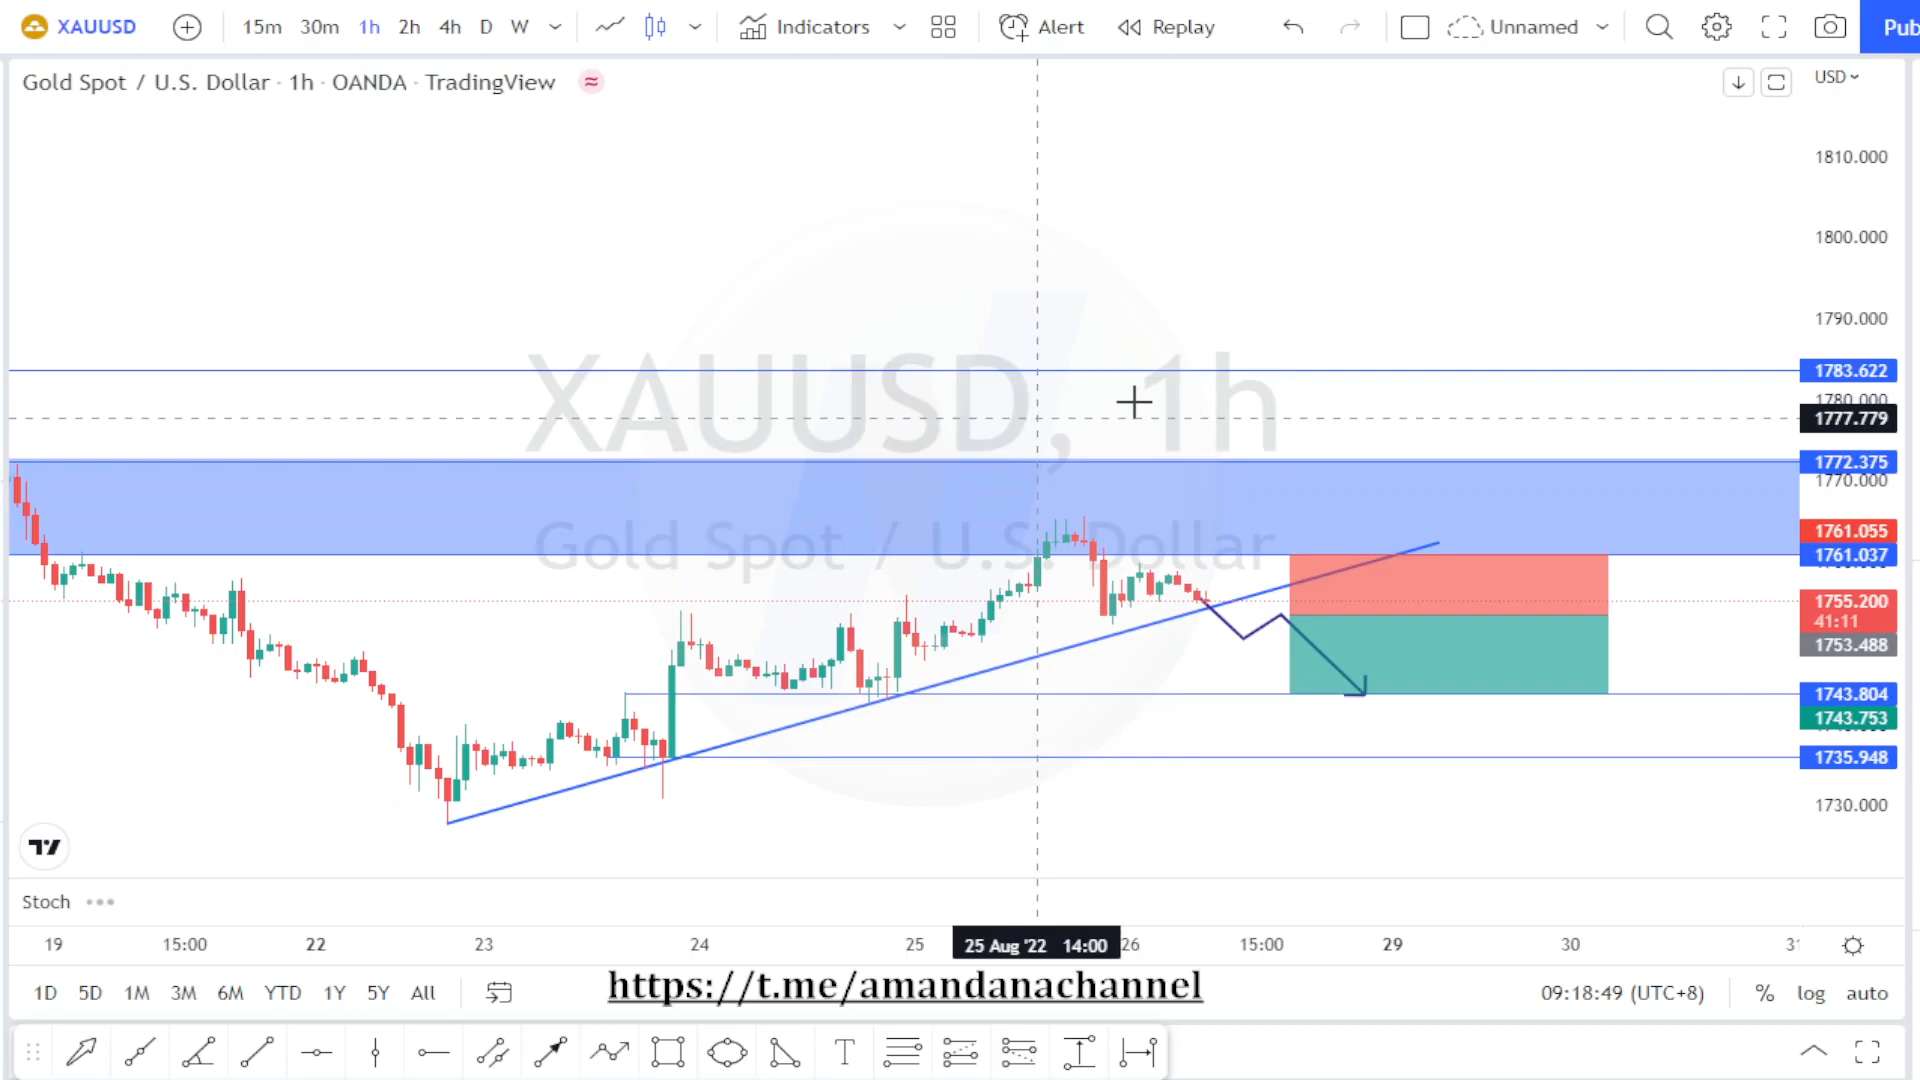 XAUUSD 15m 30m 1h 2h 4h D W Indicators Alert Replay Unnamed Pub
Gold Spot / U.S. Dollar · 1h · OANDA · TradingView ≈ USD
1810.000
1800.000
1790.000
1783.622
1780.000
1777.779
XAUUSD, 1h
1772.375
1770.000
1761.055
Gold Spot / U.S. Dollar
1761.037
1755.200
41:11
1753.488
1743.804
1743.753
1735.948
1730.000
Stoch
19 15:00 22 23 24 25 25 Aug '22 14:00 26 15:00 29 30
1D 5D 1M 3M 6M YTD 1Y 5Y All https://t.me/amandanachannel 09:18:49 (UTC+8) % log auto
T